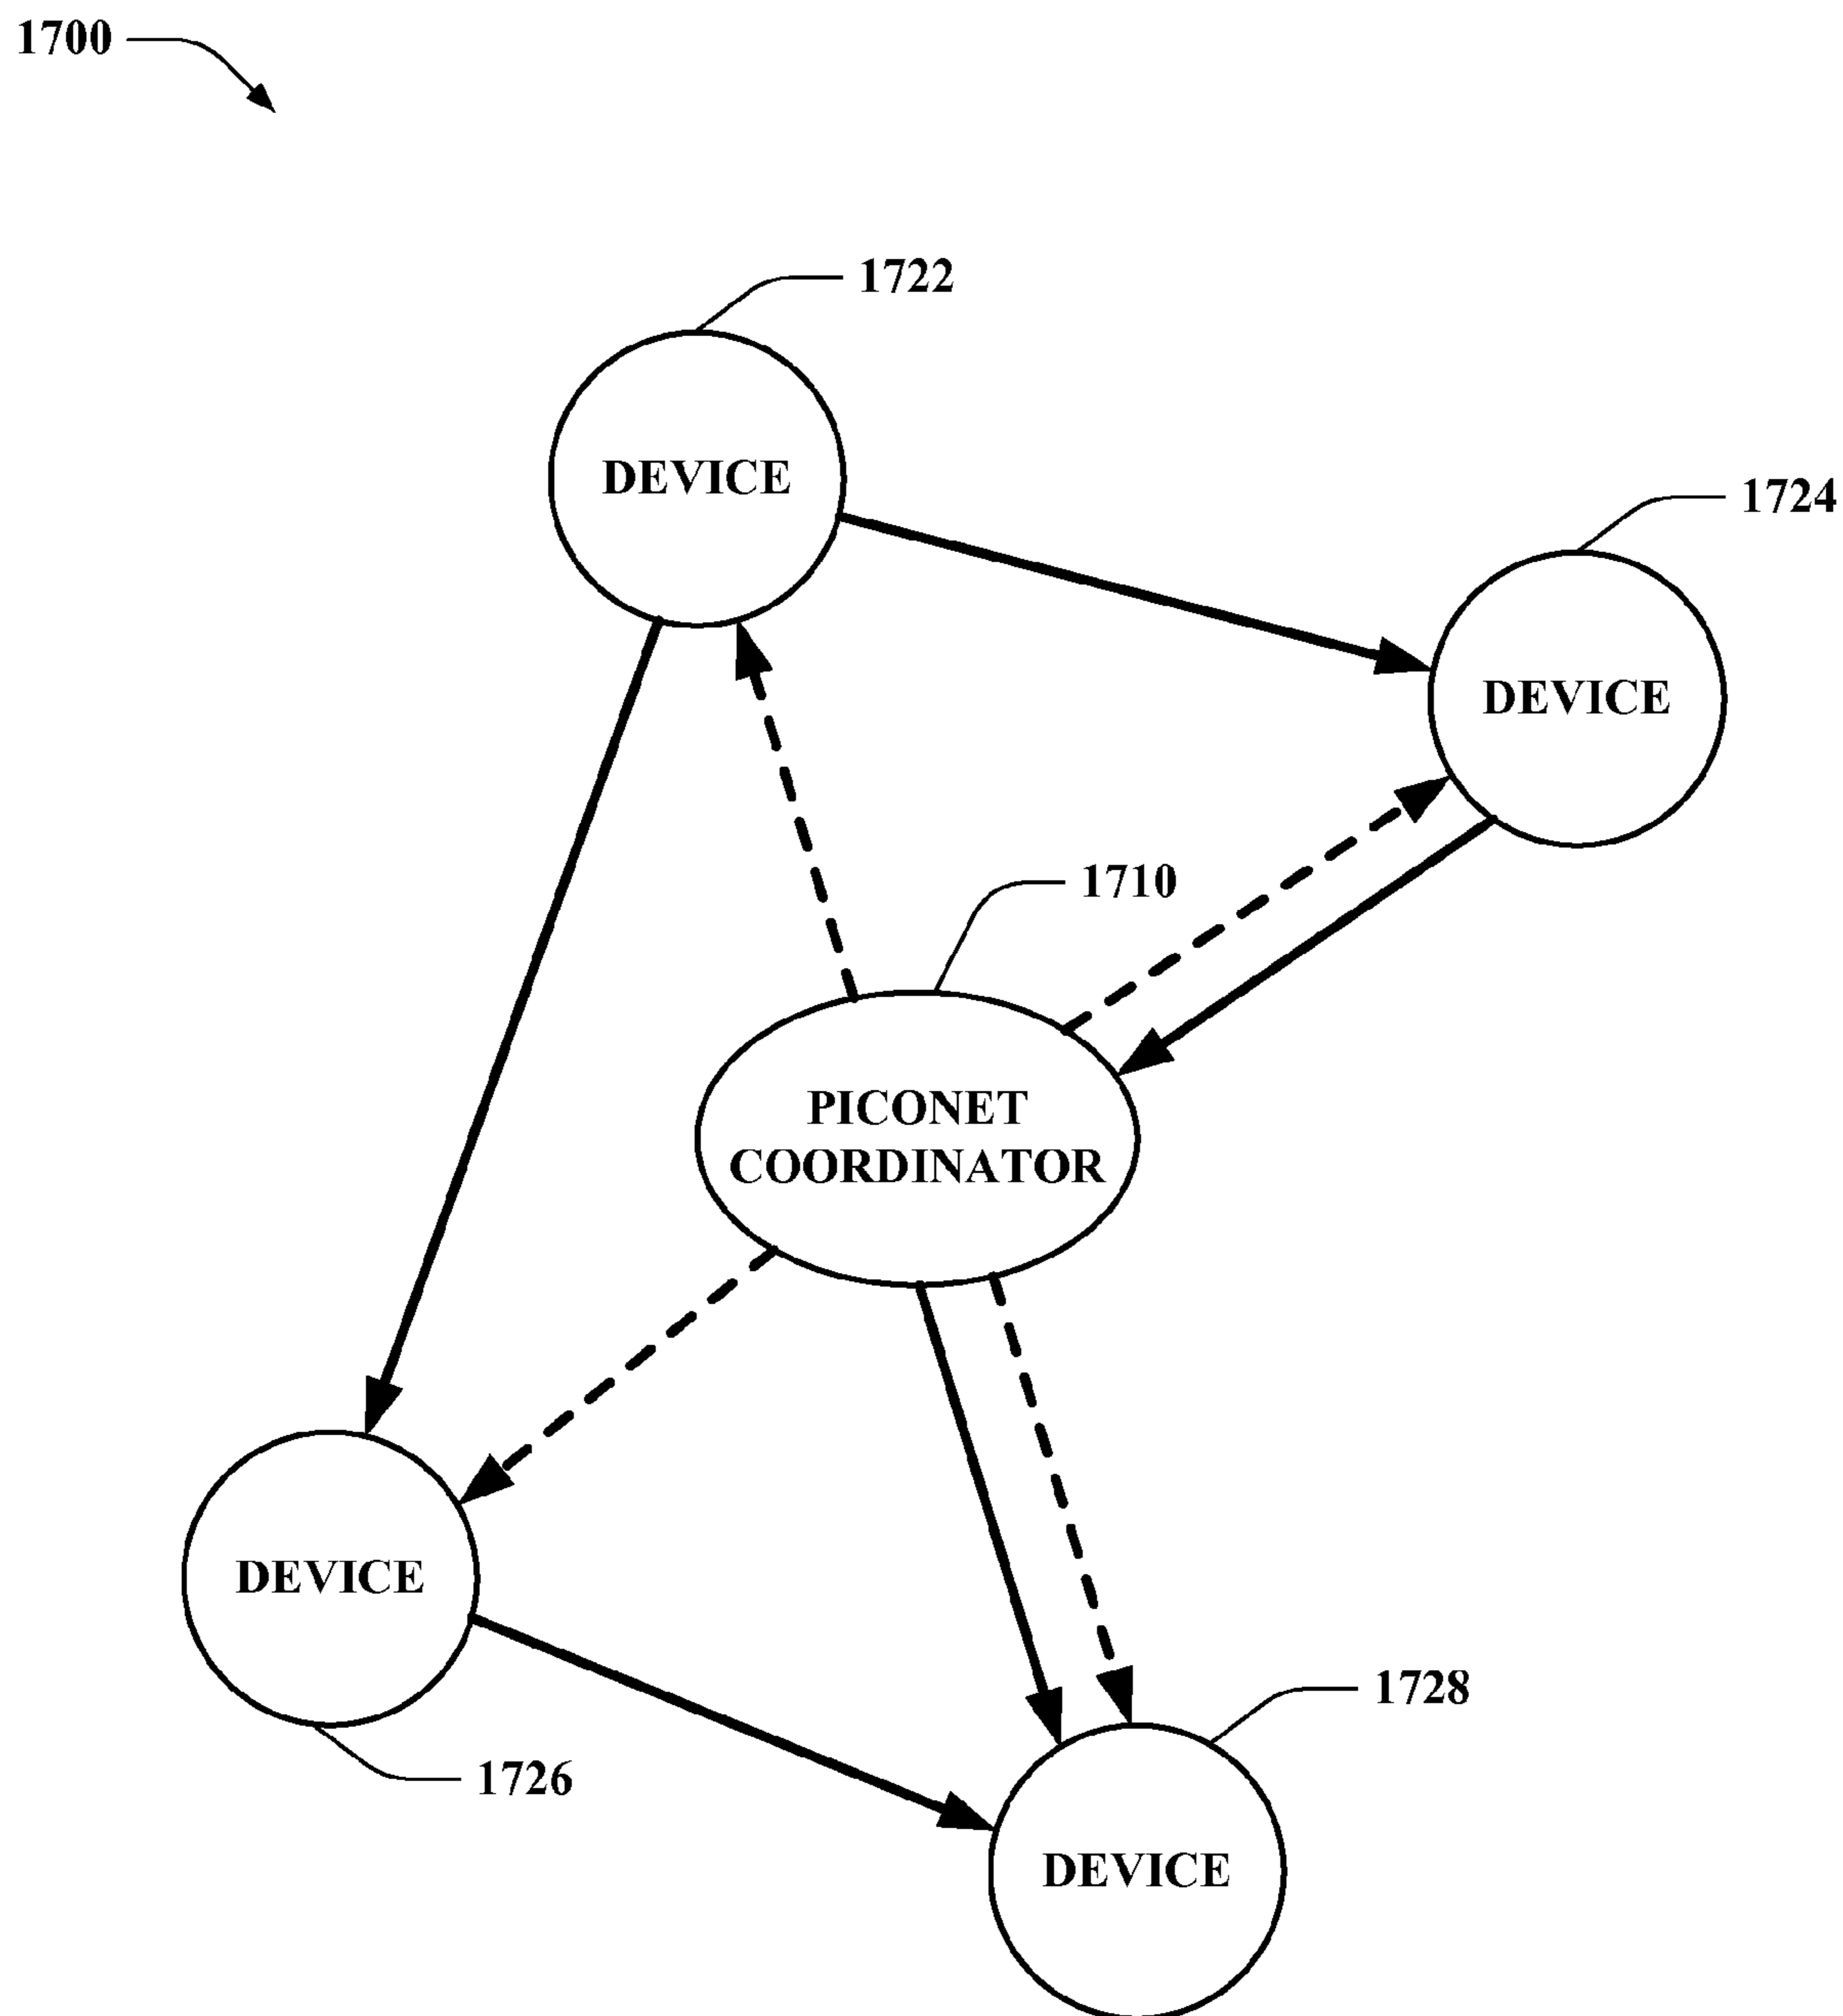 1700
1722
DEVICE
1724
DEVICE
1710
PICONET
COORDINATOR
DEVICE
1728
1726
DEVICE